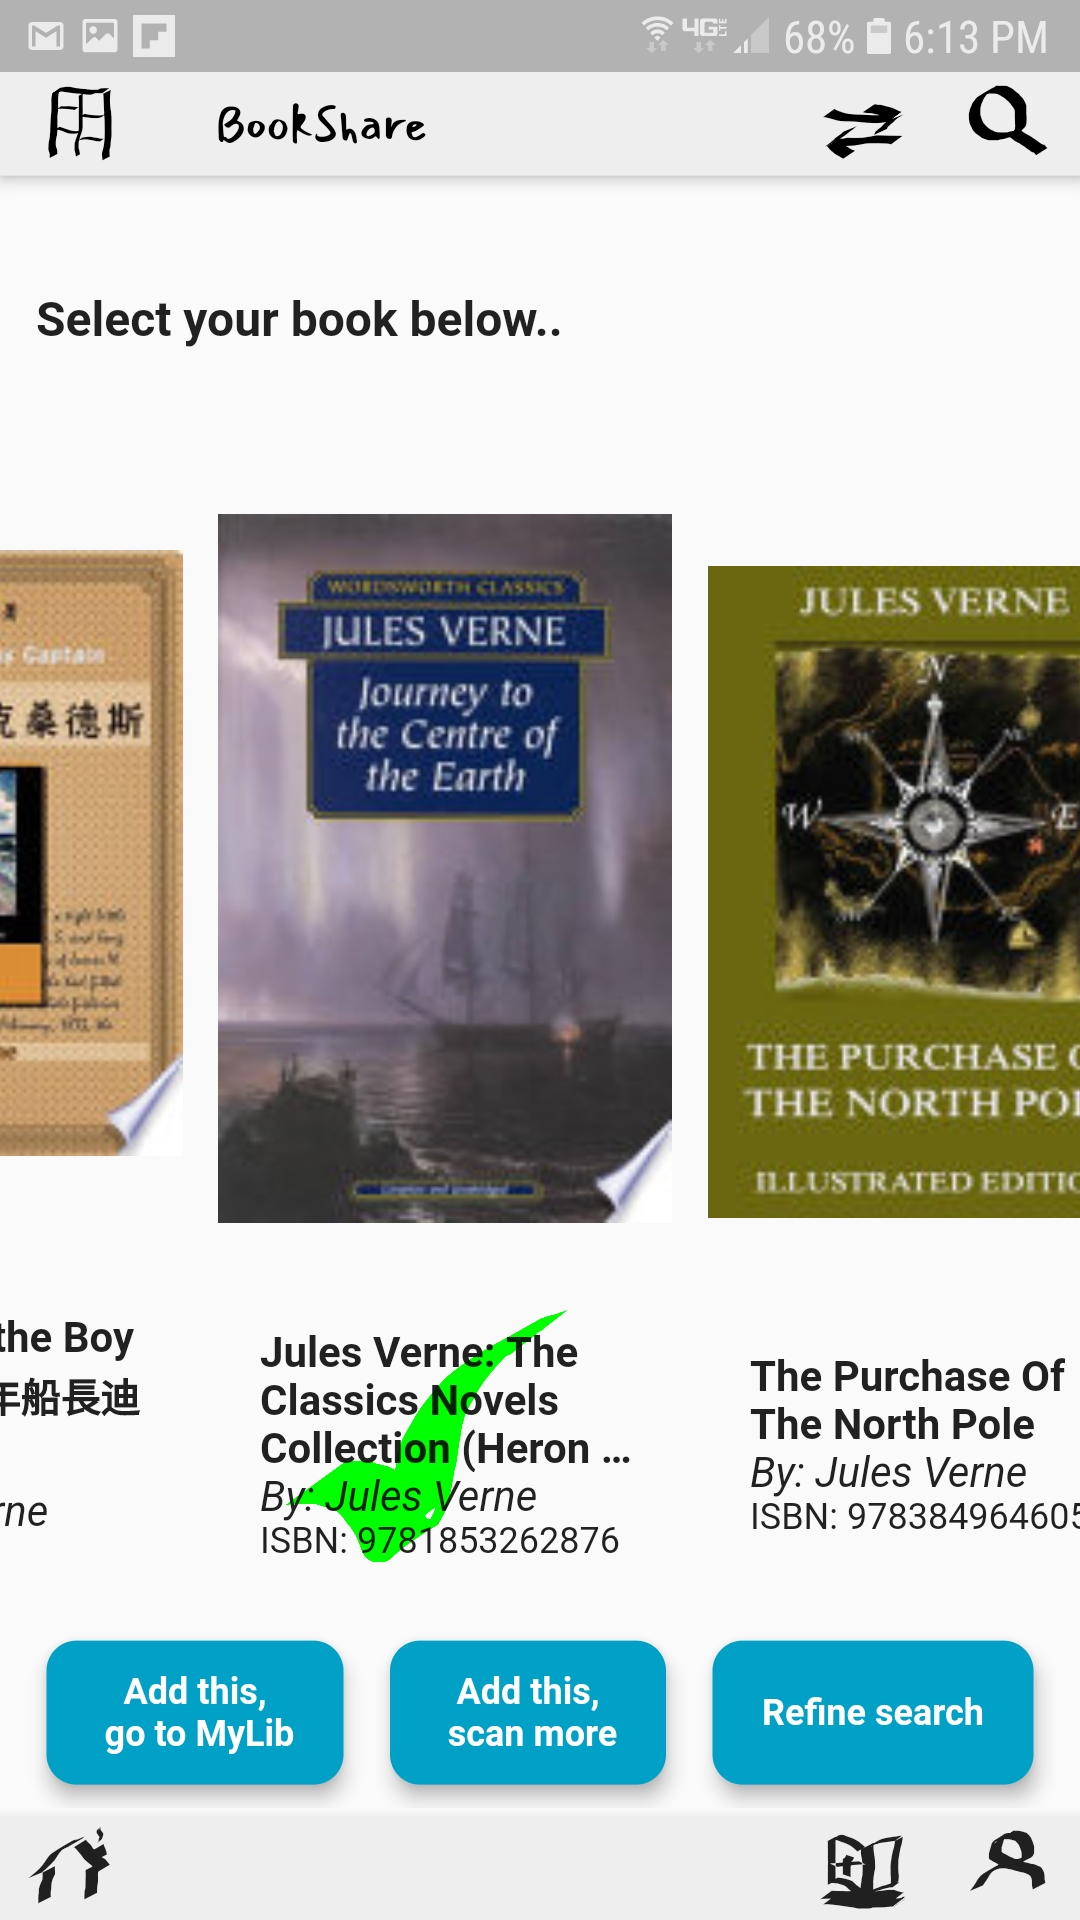 68% 6:13 PM
BookShare
Select your book below..
Captain
克桑德斯
WORDSWORTH CLASSICS
JULES VERNE
Journey to
the Centre of
the Earth
JULES VERNE
N
W
E
THE PURCHASE
THE NORTH
ILLUSTRATED
the Boy
年船長迪
rne
Jules Verne: The
Classics Novels
Collection (Heron ...
By: Jules Verne
ISBN: 9781853262876
The Purchase Of
The North Pole
By: Jules Verne
ISBN: 978384964605
Add this,
go to MyLib
Add this,
scan more
Refine search